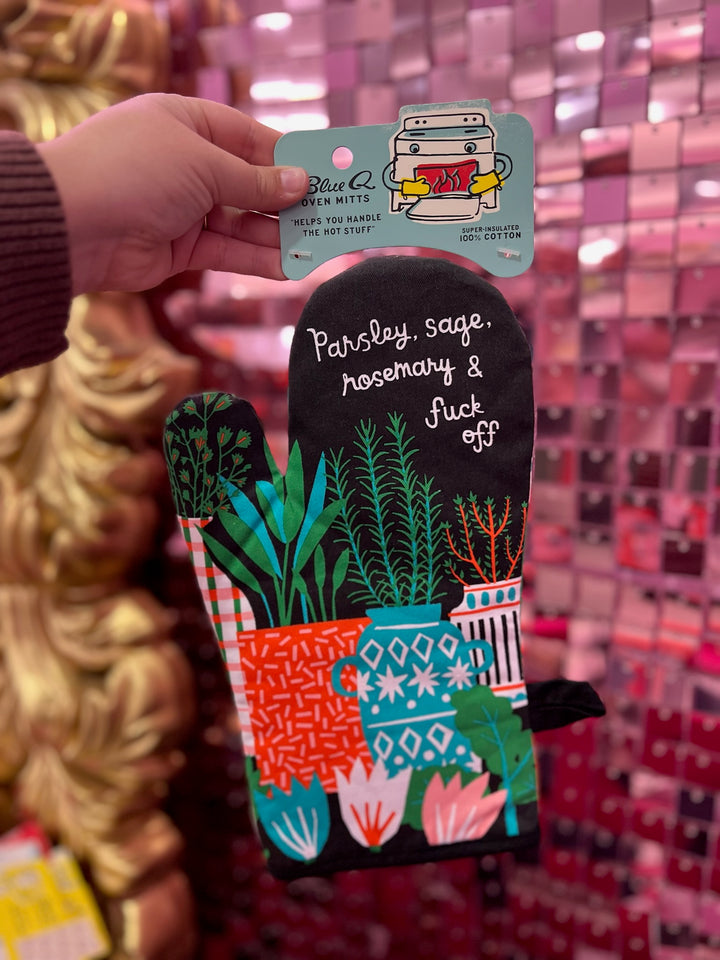 Blue Q
OVEN MITTS
"HELPS YOU HANDLE
THE HOT STUFF"
SUPER-INSULATED
100% COTTON
Parsley, sage,
rosemary &
fuck
off